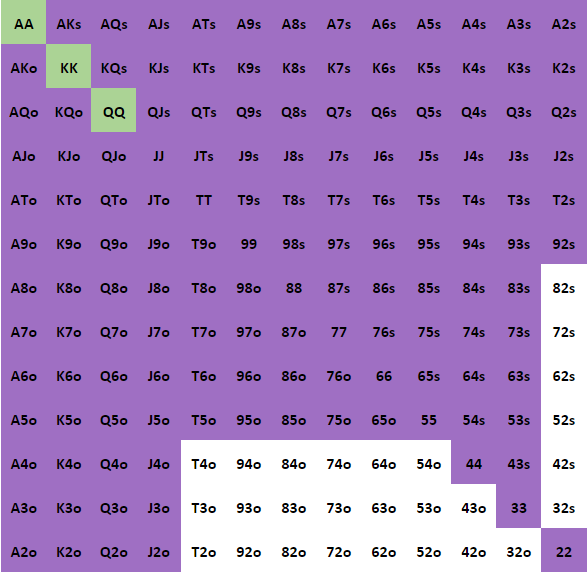 AA AKs AQs AJs ATs A9s A8s A7s A6s A5s A4s A3s A2s
AKo KK KQs KJs KTs K9s K8s K7s K6s K5s K4s K3s K2s
AQo KQo QQ QJs QTs Q9s Q8s Q7s Q6s Q5s Q4s Q3s Q2s
AJo KJo QJo JJ JTs J9s J8s J7s J6s J5s J4s J3s J2s
ATo KTo QTo JTo TT T9s T8s T7s T6s T5s T4s T3s T2s
A9o K9o Q9o J9o T9o 99 98s 97s 96s 95s 94s 93s 92s
A8o K8o Q8o J8o T8o 98o 88 87s 86s 85s 84s 83s 82s
A7o K7o Q7o J7o T7o 97o 87o 77 76s 75s 74s 73s 72s
A6o K6o Q6o J6o T6o 96o 86o 76o 66 65s 64s 63s 62s
A5o K5o Q5o J5o T5o 95o 85o 75o 65o 55 54s 53s 52s
A4o K4o Q4o J4o T4o 94o 84o 74o 64o 54o 44 43s 42s
A3o K3o Q3o J3o T3o 93o 83o 73o 63o 53o 43o 33 32s
A2o K2o Q2o J2o T2o 92o 82o 72o 62o 52o 42o 32o 22